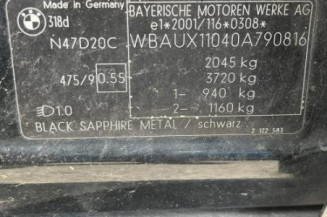 Made in Germany
BAYERISCHE MOTOREN WERKE AG
318d
e1*2001/116*0308*
N47D20C
WBAUX11040A790816
2045 kg
475/9 0.55
3720 kg
1- 940 kg
1.0
2- 1160 kg
BLACK SAPPHIRE METAL / schwarz